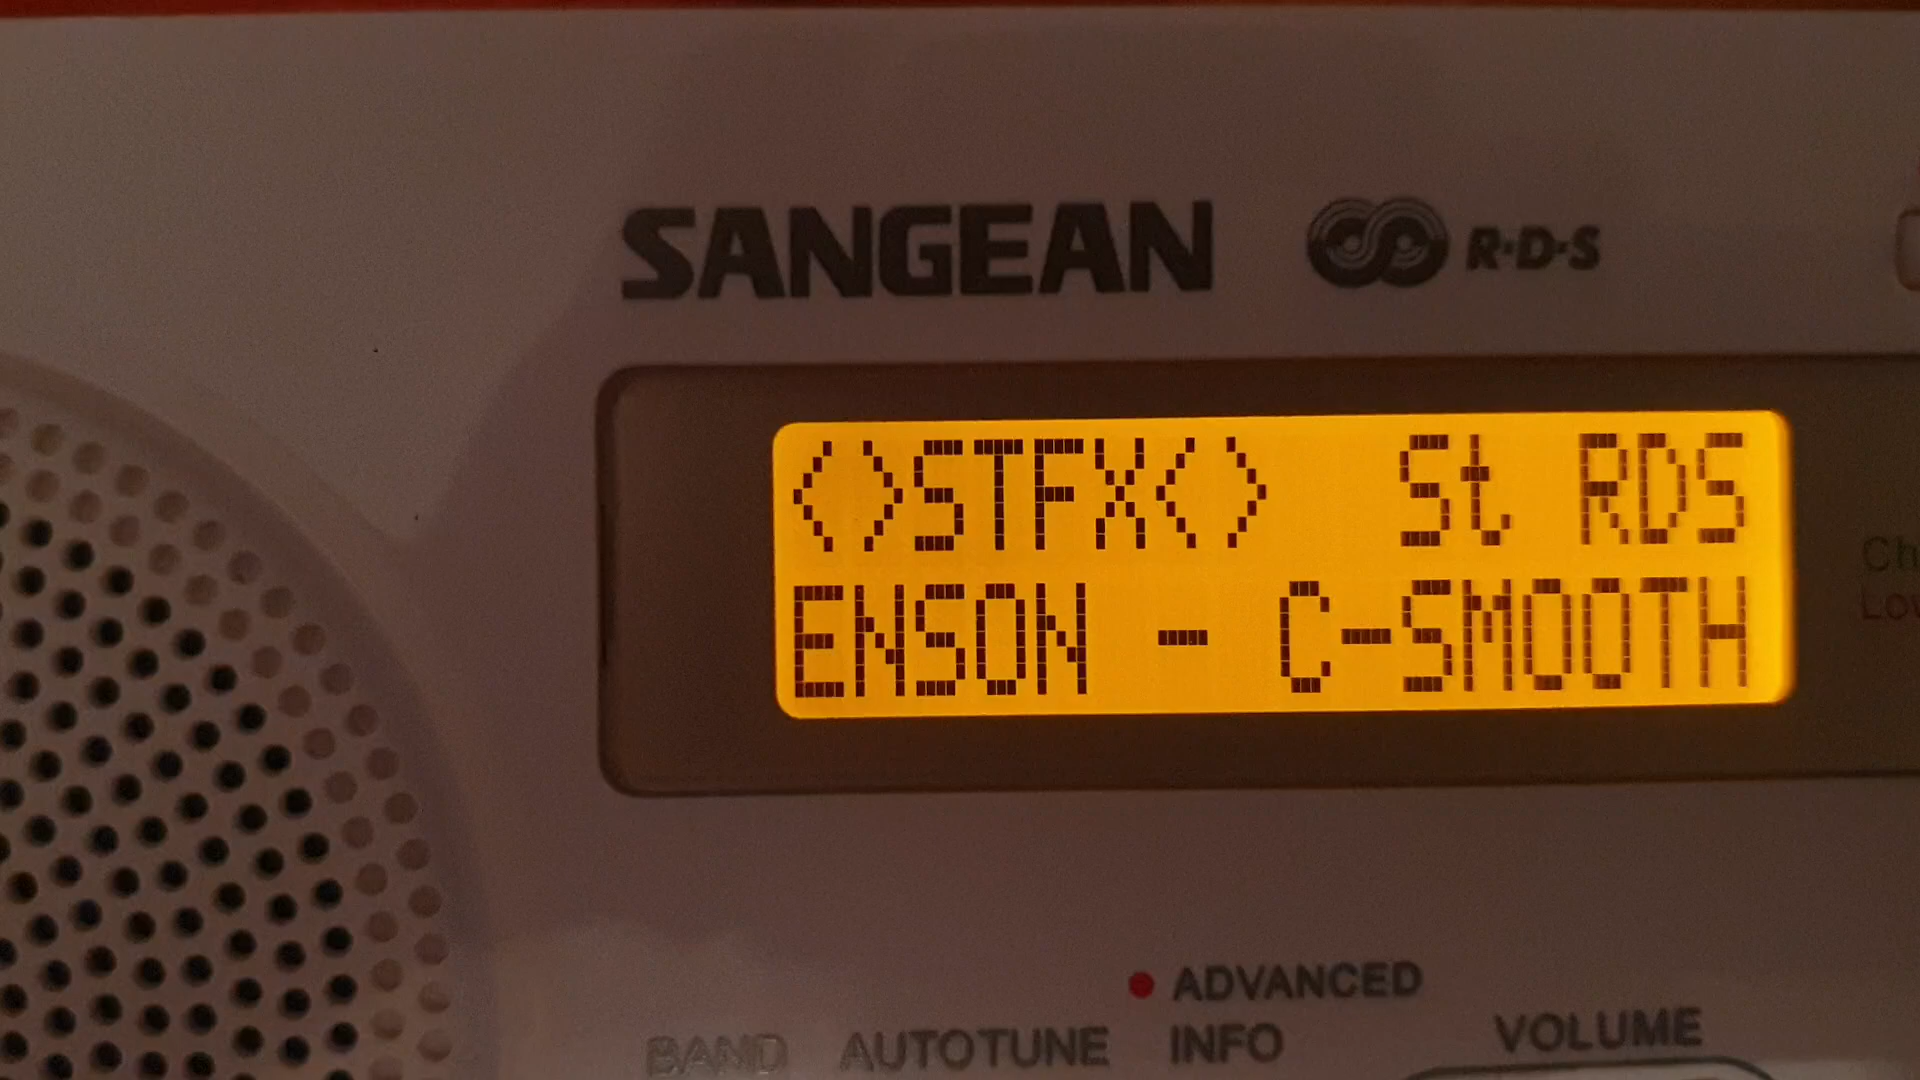 SANGEAN R·D·S
<>STFX<> St RDS
ENSON - C-SMOOTH
ADVANCED
BAND AUTOTUNE INFO VOLUME